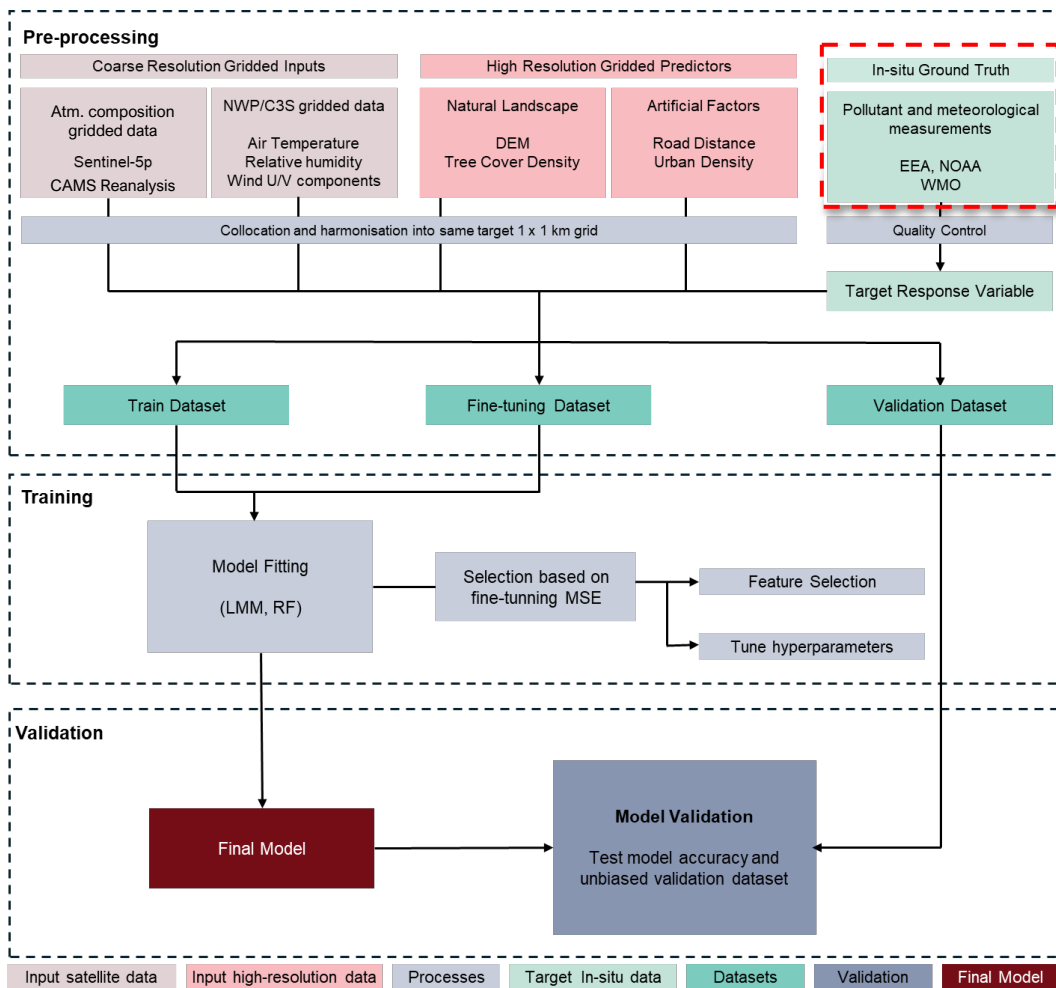 Pre-processing
Coarse Resolution Gridded Inputs
High Resolution Gridded Predictors
In-situ Ground Truth
Atm. composition
gridded data
Sentinel-5p
CAMS Reanalysis
NWP/C3S gridded data
Air Temperature
Relative humidity
Wind U/V components
Natural Landscape
DEM
Tree Cover Density
Artificial Factors
Road Distance
Urban Density
Pollutant and meteorological
measurements
EEA, NOAA
WMO
Collocation and harmonisation into same target 1 x 1 km grid
Quality Control
Target Response Variable
Train Dataset
Fine-tuning Dataset
Validation Dataset
Training
Model Fitting
(LMM, RF)
Selection based on
fine-tunning MSE
Feature Selection
Tune hyperparameters
Validation
Final Model
Model Validation
Test model accuracy and
unbiased validation dataset
Input satellite data
Input high-resolution data
Processes
Target In-situ data
Datasets
Validation
Final Model